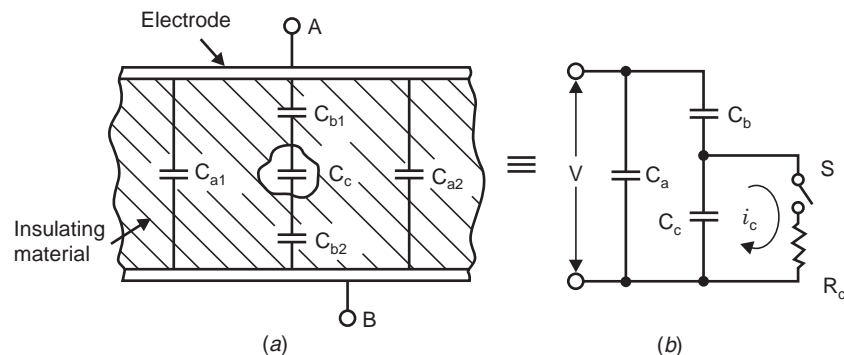 Electrode
A
C_b1
C_a1
C_c
C_a2
Insulating
material
C_b2
B
(a)
≡
V
C_a
C_b
C_c
i_c
S
R_c
(b)